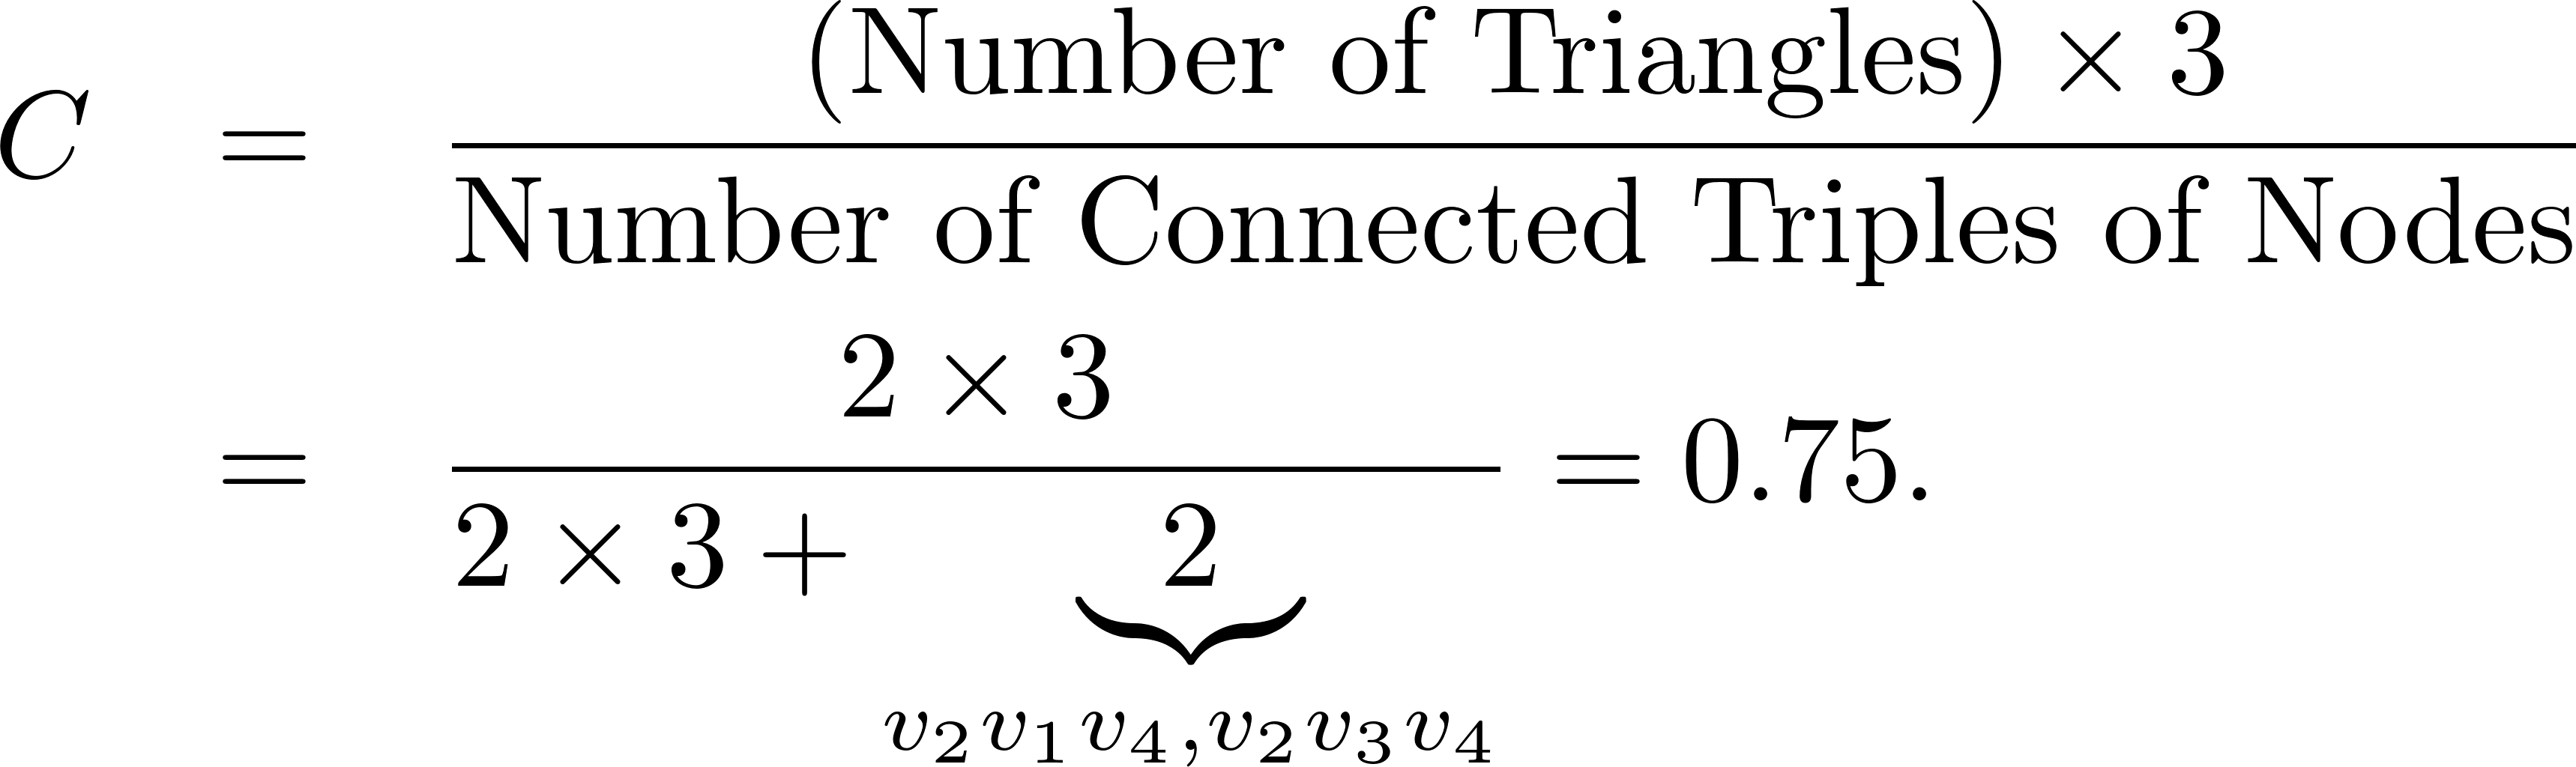 C = (Number of Triangles) × 3
Number of Connected Triples of Nodes
= 2 × 3
2 × 3 + 2 = 0.75.
v₂v₁v₄,v₂v₃v₄